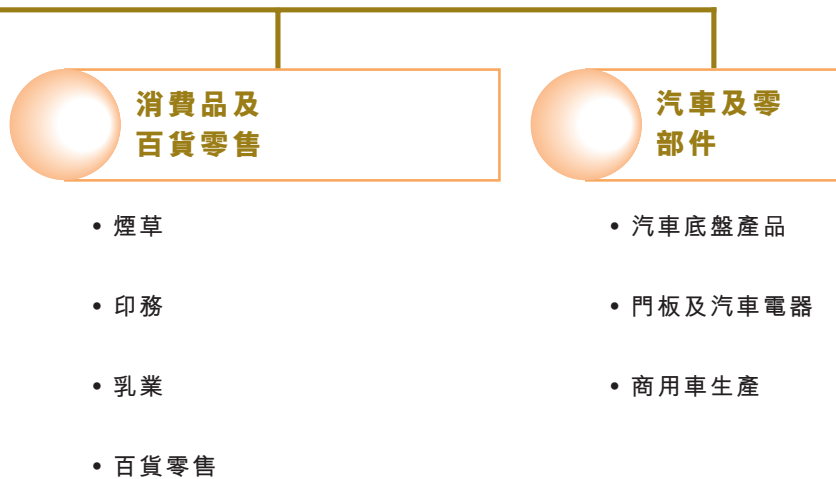 消費品及
百貨零售
• 煙草
• 印務
• 乳業
• 百貨零售
汽車及零
部件
• 汽車底盤產品
• 門板及汽車電器
• 商用車生產